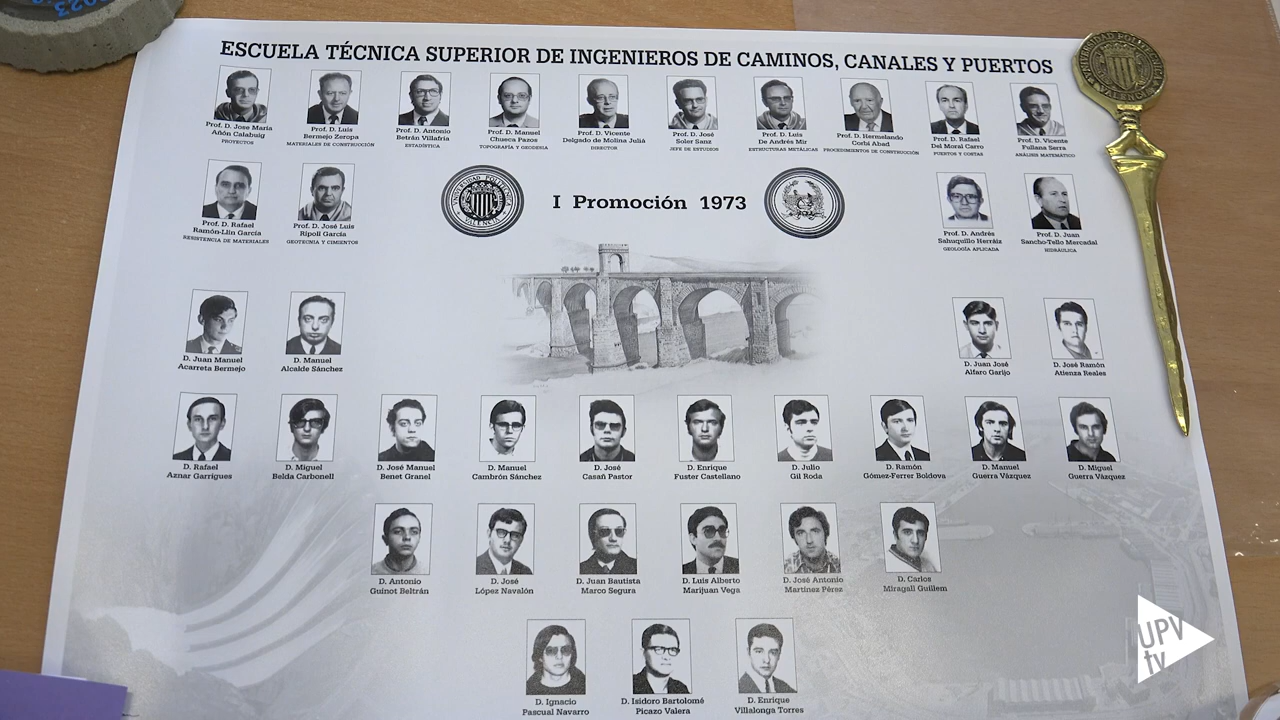 ESCUELA TÉCNICA SUPERIOR DE INGENIEROS DE CAMINOS, CANALES Y PUERTOS
Prof. D. Jose María
Añón Calabuig
PROYECTOS
Prof. D. Luis
Bermejo Zeropa
MATERIALES DE CONSTRUCCIÓN
Prof. D. Antonio
Betrán Villafria
ESTADÍSTICA
Prof. D. Manuel
Chueca Pazos
TOPOGRAFÍA Y GEODESIA
Prof. D. Vicente
Delgado de Molina Juliá
DIRECTOR
Prof. D. José
Soler Sanz
JEFE DE ESTUDIOS
Prof. D. Luis
De Andrés Mir
ESTRUCTURAS METÁLICAS
Prof. D. Hermelando
Corbí Abad
PROCEDIMIENTOS DE CONSTRUCCIÓN
Prof. D. Rafael
Del Moral Carro
PUERTOS Y COSTAS
Prof. D. Vicente
Fullana Serra
ANÁLISIS MATEMÁTICO
Prof. D. Rafael
Ramón-Llin García
RESISTENCIA DE MATERIALES
Prof. D. José Luis
Ripoll García
GEOTECNIA Y CIMIENTOS
I Promoción 1973
Prof. D. Andrés
Sahuquillo Herráiz
GEOLOGÍA APLICADA
Prof. D. Juan
Sancho-Tello Mercadal
HIDRÁULICA
D. Juan Manuel
Acarreta Bermejo
D. Manuel
Alcalde Sánchez
D. Juan José
Alfaro Garijo
D. José Ramón
Atienza Reales
D. Rafael
Aznar Garrigues
D. Miguel
Belda Carbonell
D. José Manuel
Benet Granel
D. Manuel
Cambrón Sánchez
D. José
Casañ Pastor
D. Enrique
Fuster Castellano
D. Julio
Gil Roda
D. Ramón
Gómez-Ferrer Boldova
D. Manuel
Guerra Vázquez
D. Miguel
Guerra Vázquez
D. Antonio
Guinot Beltrán
D. José
López Navalón
D. Juan Bautista
Marco Segura
D. Luis Alberto
Marijuan Vega
D. José Antonio
Martínez Pérez
D. Carlos
Miragall Guillem
D. Ignacio
Pascual Navarro
D. Isidoro Bartolomé
Picazo Valera
D. Enrique
Villalonga Torres
UPV
tv
2023